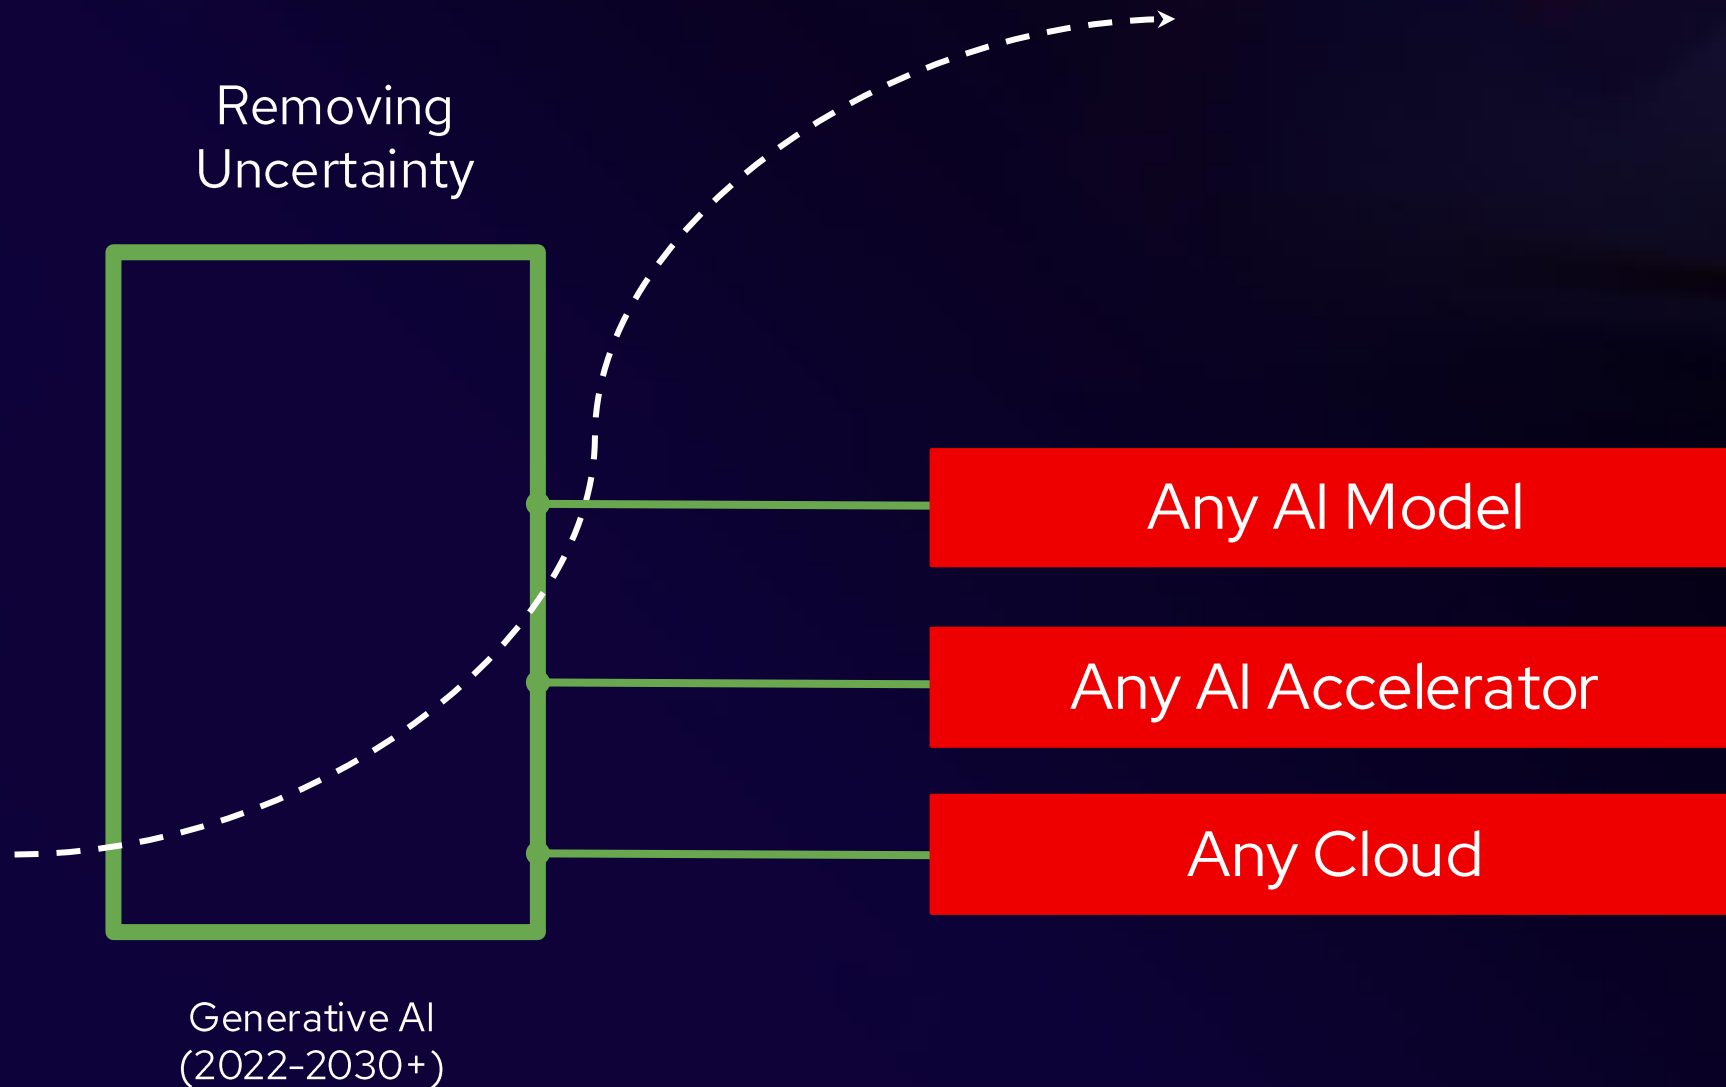 Removing
Uncertainty
Any AI Model
Any AI Accelerator
Any Cloud
Generative AI
(2022-2030+)